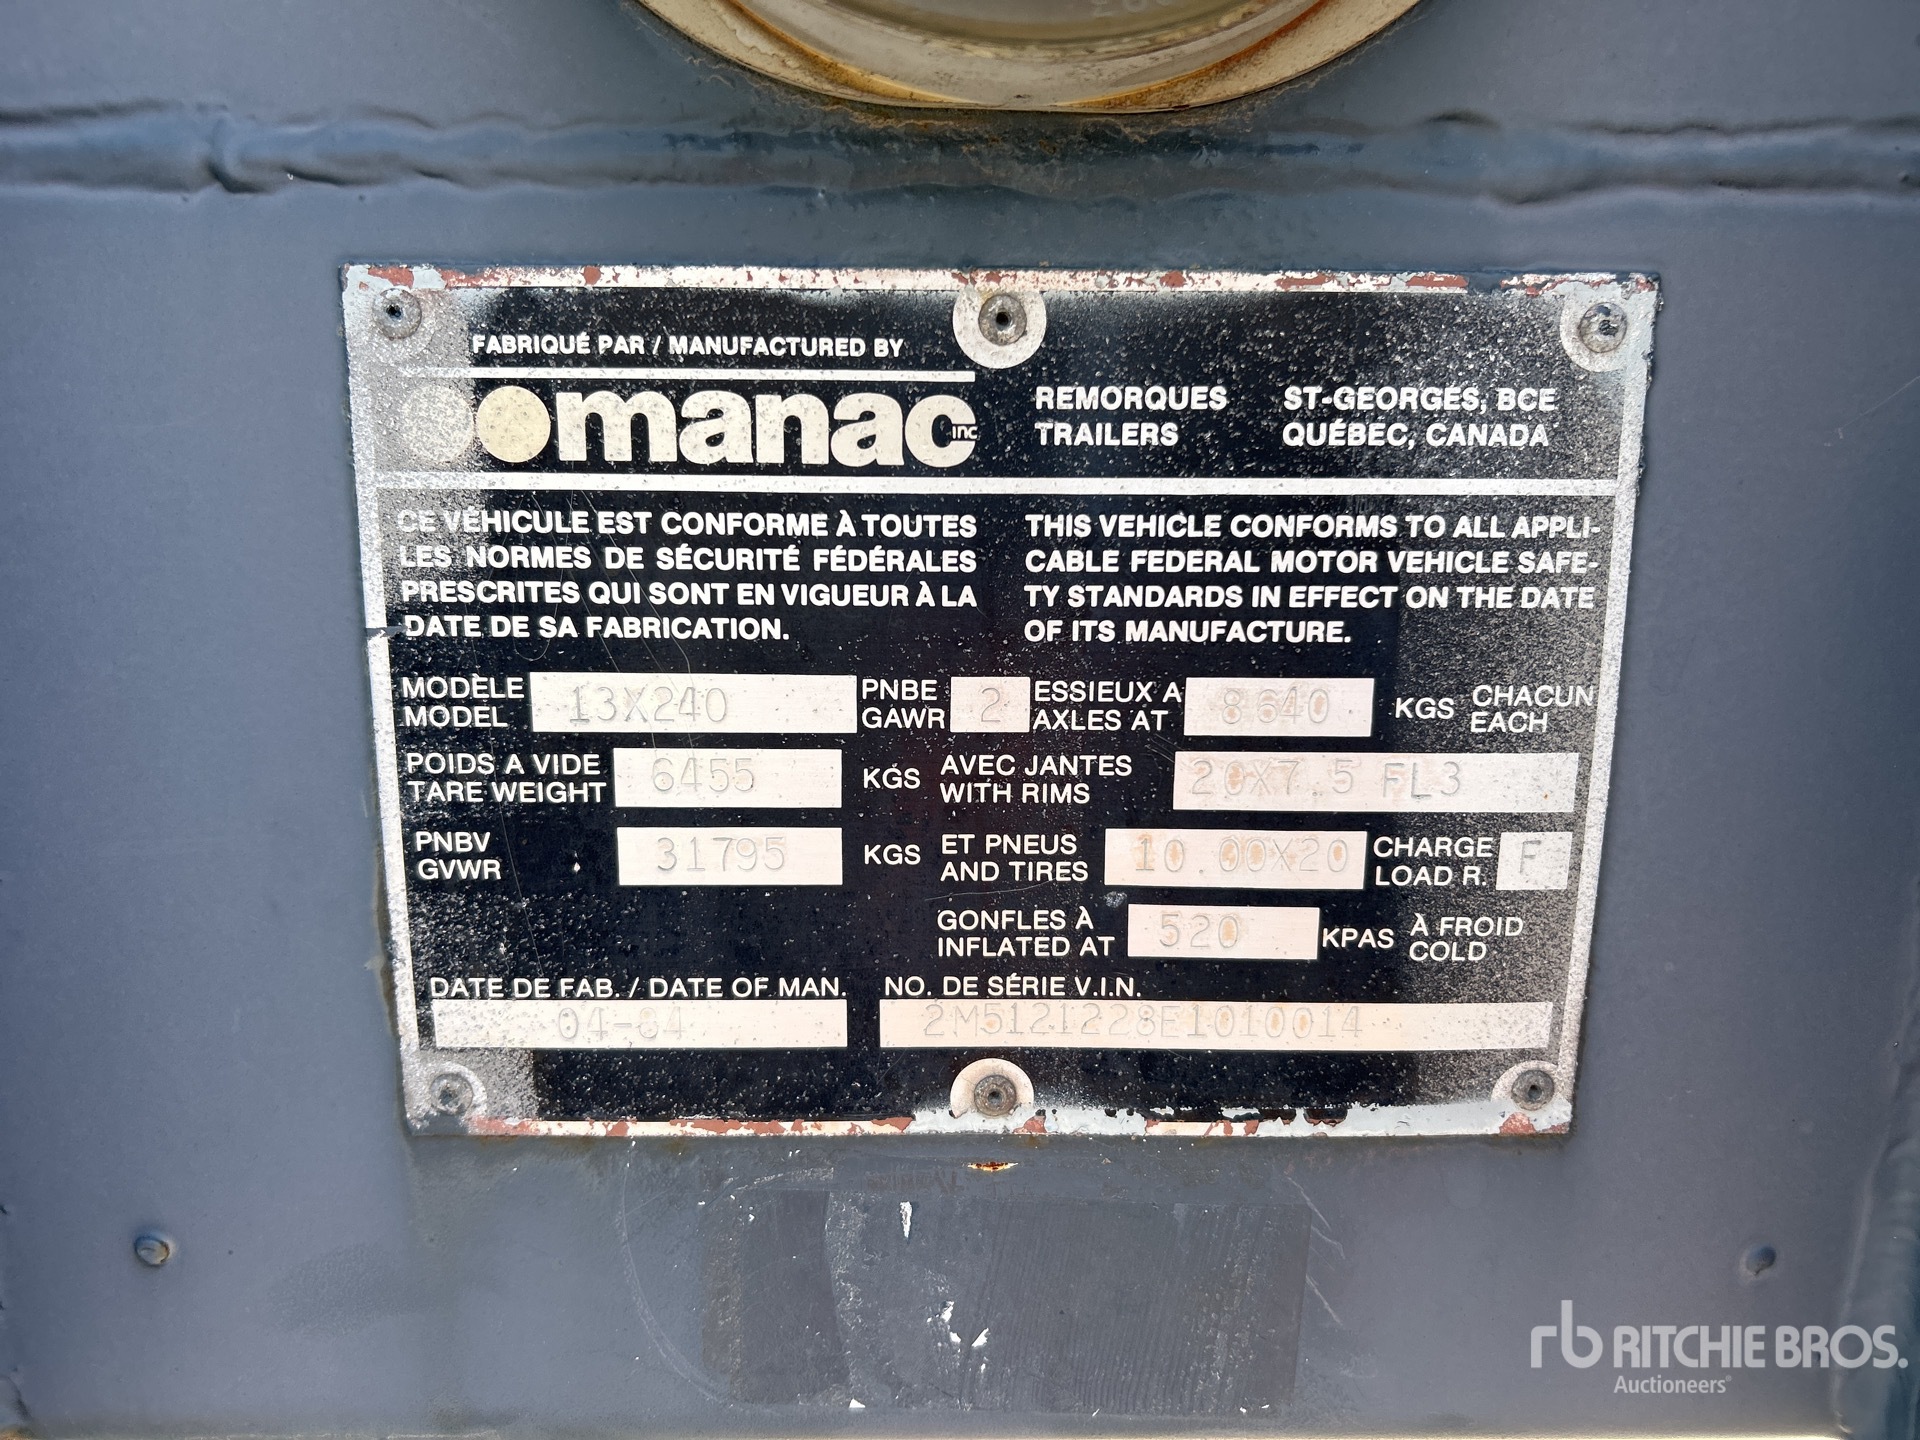 FABRIQUÉ PAR / MANUFACTURED BY
manac inc
REMORQUES
TRAILERS
ST-GEORGES, BCE
QUÉBEC, CANADA
CE VÉHICULE EST CONFORME À TOUTES
LES NORMES DE SÉCURITÉ FÉDÉRALES
PRESCRITES QUI SONT EN VIGUEUR À LA
DATE DE SA FABRICATION.
THIS VEHICLE CONFORMS TO ALL APPLI-
CABLE FEDERAL MOTOR VEHICLE SAFE-
TY STANDARDS IN EFFECT ON THE DATE
OF ITS MANUFACTURE.
MODÈLE
MODEL
13X240
PNBE
GAWR
2
ESSIEUX A
AXLES AT
8640
KGS
CHACUN
EACH
POIDS A VIDE
TARE WEIGHT
6455
KGS
AVEC JANTES
WITH RIMS
20X7.5 FL3
PNBV
GVWR
31795
KGS
ET PNEUS
AND TIRES
10.00X20
CHARGE
LOAD R.
F
GONFLES À
INFLATED AT
520
KPAS
À FROID
COLD
DATE DE FAB. / DATE OF MAN.
04-84
NO. DE SÉRIE V.I.N.
2M5121228E1010014
rb RITCHIE BROS.
Auctioneers